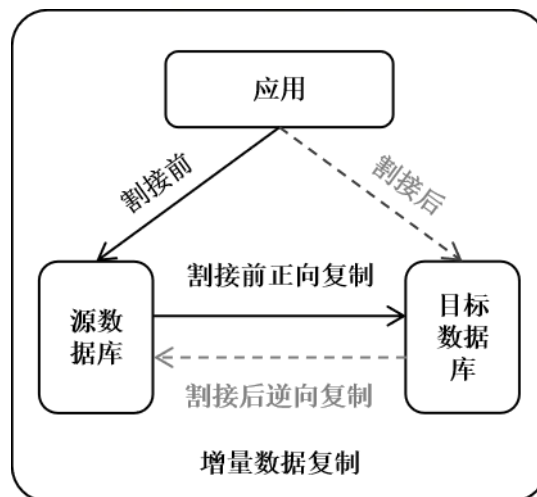 应用
割接前
割接后
割接前正向复制
源数
据库
目标
数据
库
割接后逆向复制
增量数据复制